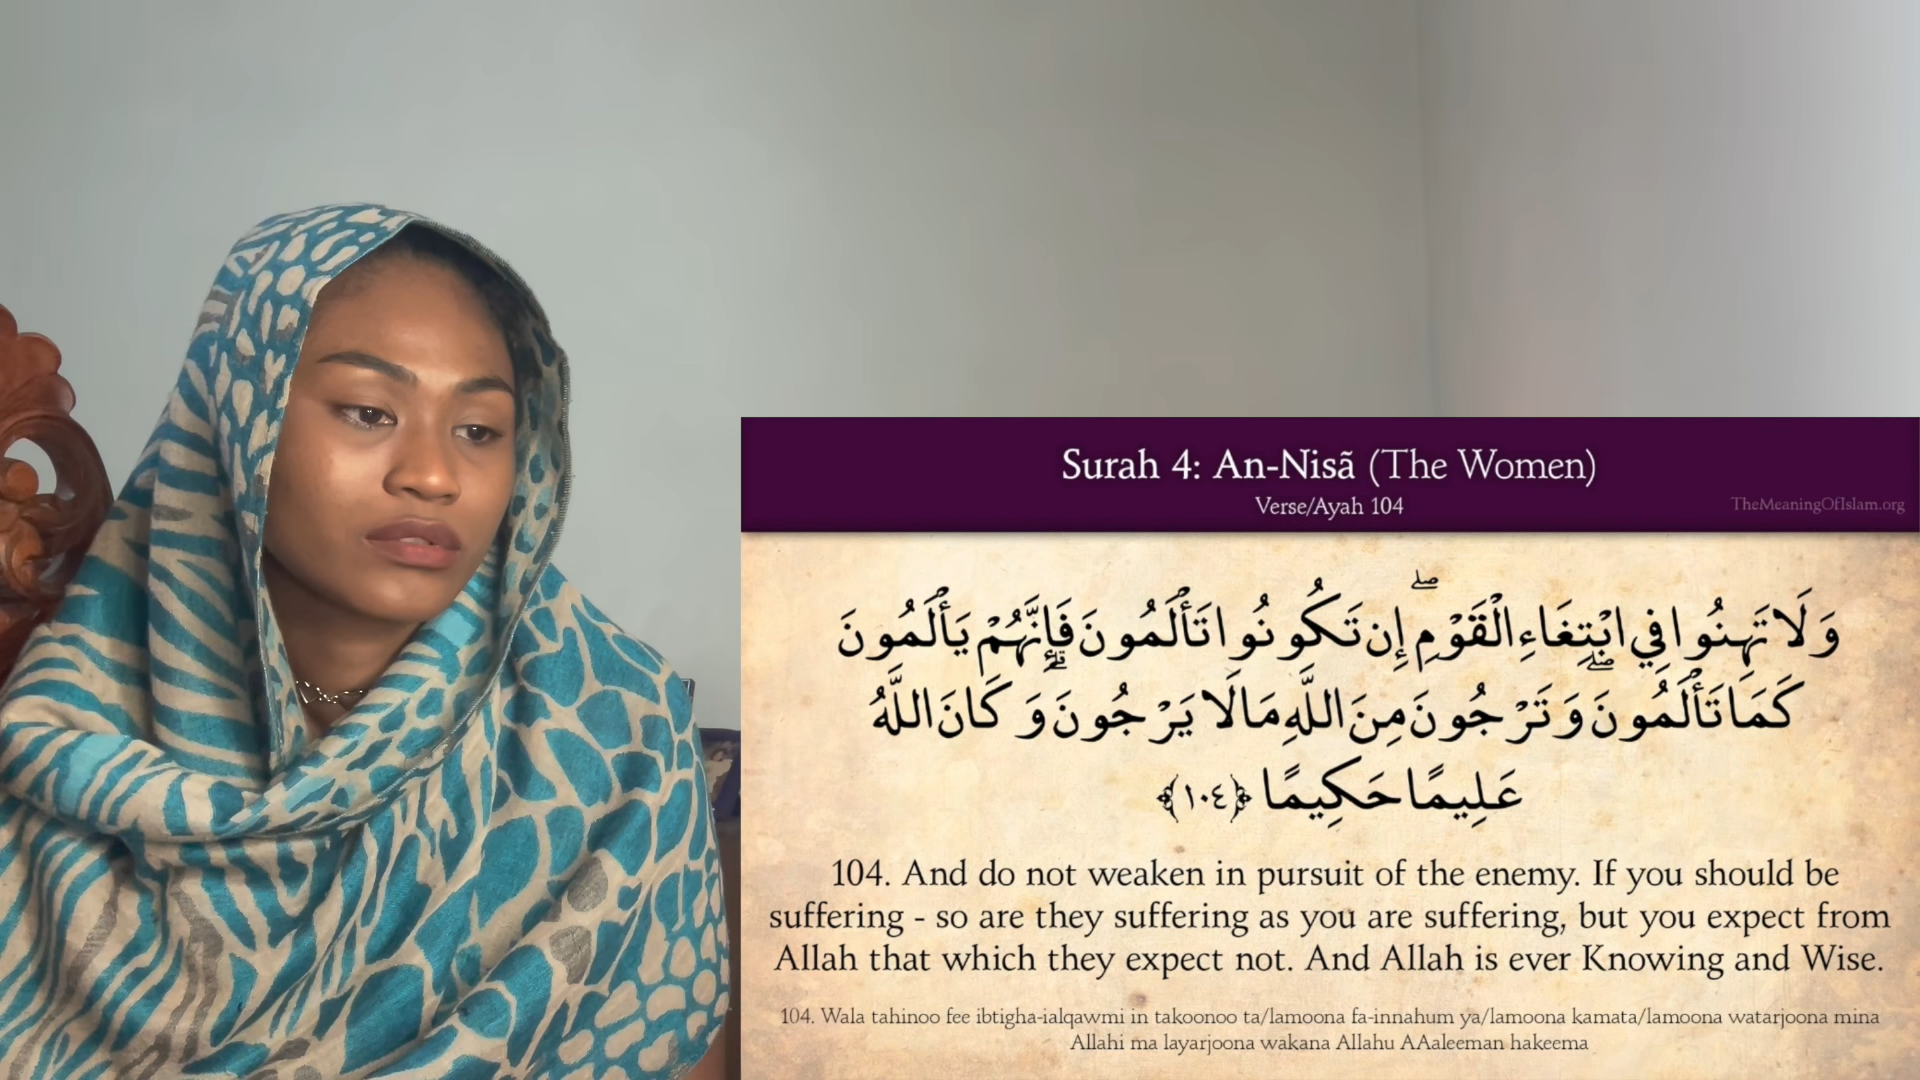 Surah 4: An-Nisã (The Women)
Verse/Ayah 104
TheMeaningOfIslam.org
وَلَا تَهِنُوا فِي ابْتِغَاءِ الْقَوْمِ ۖ إِن تَكُونُوا تَأْلَمُونَ فَإِنَّهُمْ يَأْلَمُونَ
كَمَا تَأْلَمُونَ ۖ وَتَرْجُونَ مِنَ اللَّهِ مَا لَا يَرْجُونَ ۗ وَكَانَ اللَّهُ
عَلِيمًا حَكِيمًا ﴿١٠٤﴾
104. And do not weaken in pursuit of the enemy. If you should be
suffering - so are they suffering as you are suffering, but you expect from
Allah that which they expect not. And Allah is ever Knowing and Wise.
104. Wala tahinoo fee ibtigha-ialqawmi in takoonoo ta/lamoona fa-innahum ya/lamoona kamata/lamoona watarjoona mina
Allahi ma layarjoona wakana Allahu AAaleeman hakeema